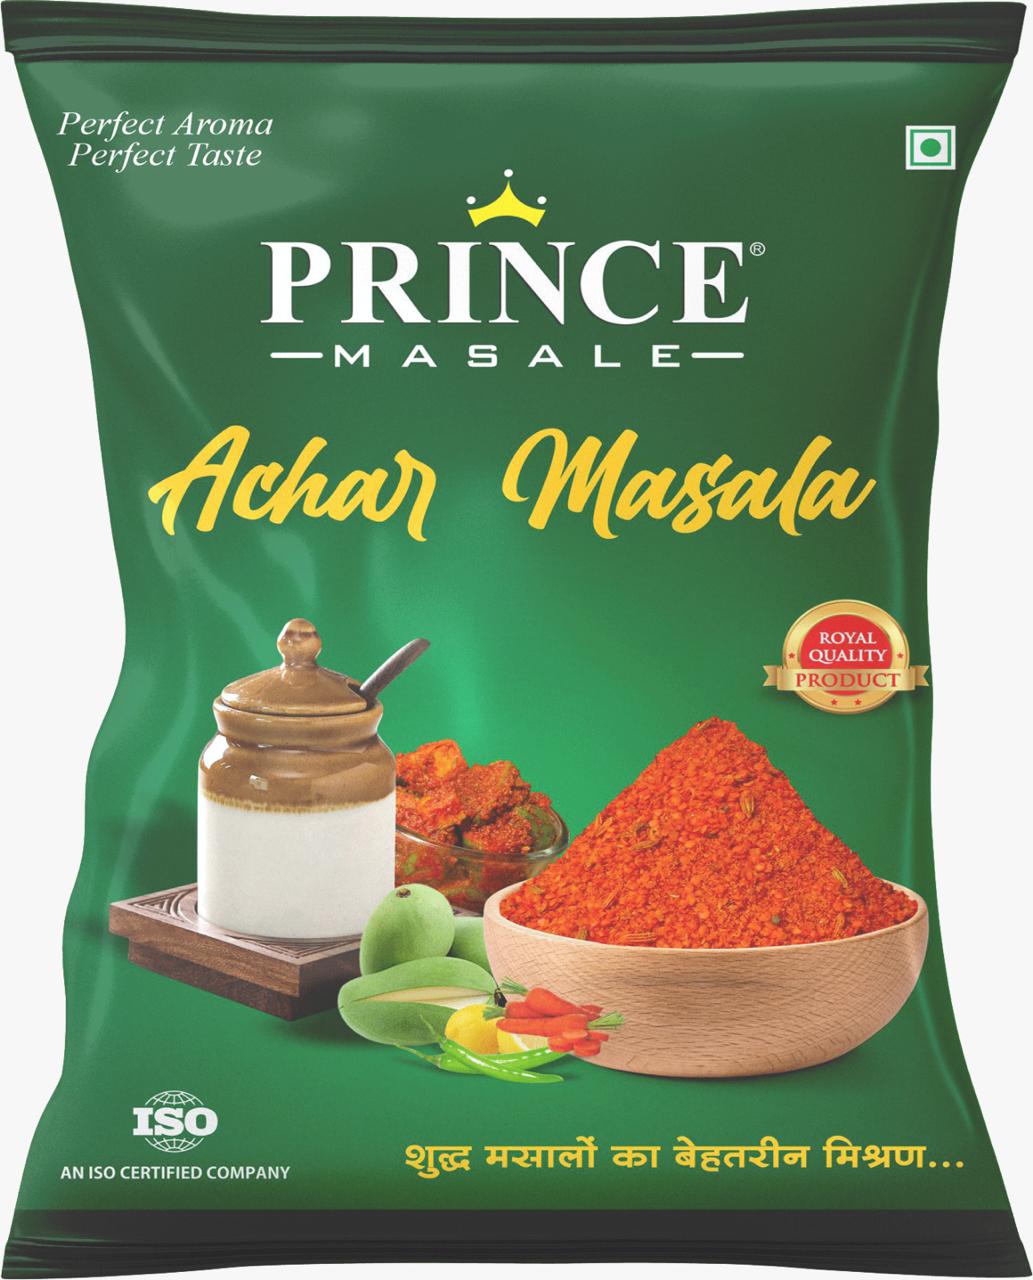 Perfect Aroma
Perfect Taste
PRINCE®
MASALE
Achar Masala
ROYAL
QUALITY
PRODUCT
ISO
AN ISO CERTIFIED COMPANY
शुद्ध मसालों का बेहतरीन मिश्रण...